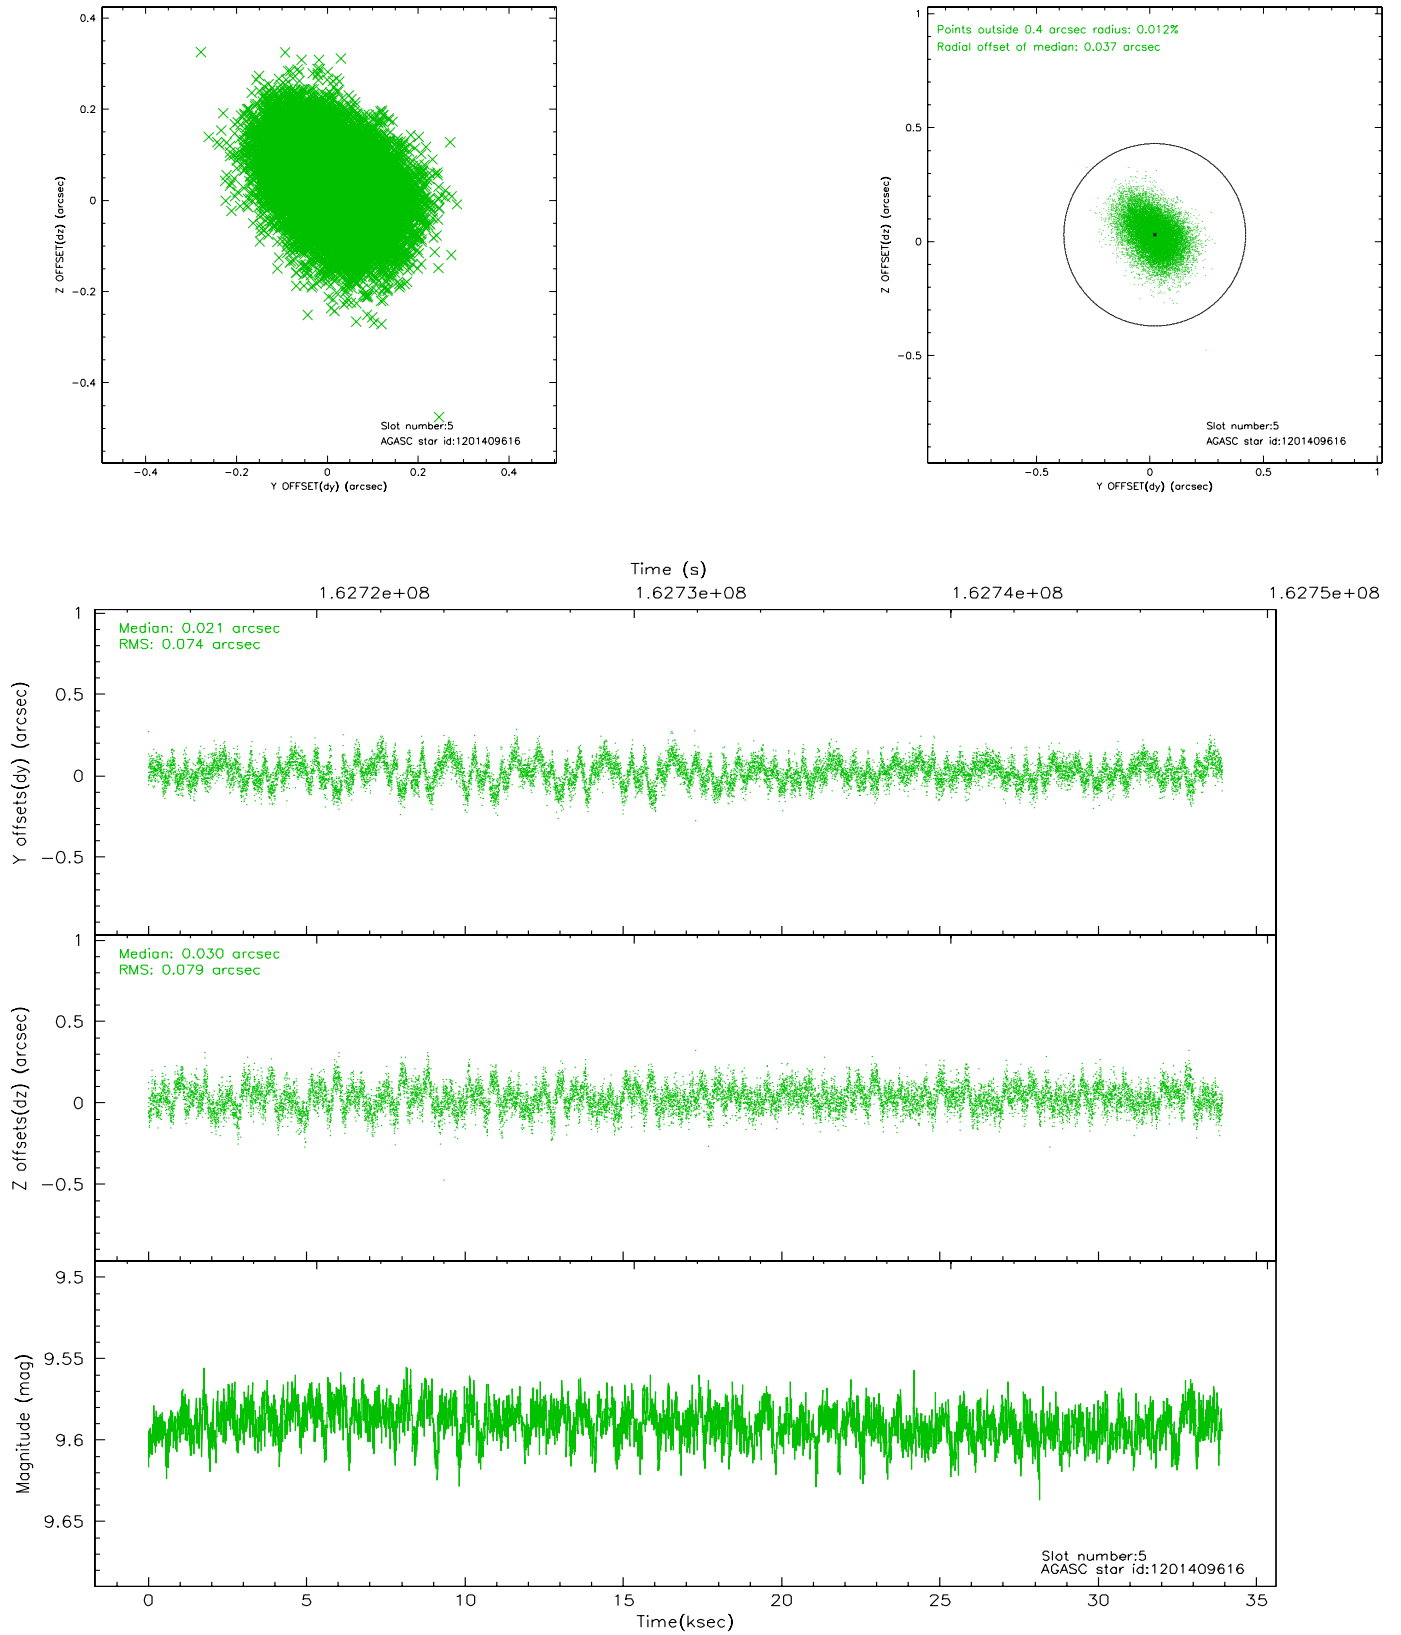 0.4
0.2
0
−0.2
−0.4
Z OFFSET(dz) (arcsec)
Slot number:5
AGASC star id:1201409616
−0.4 −0.2 0 0.2 0.4
Y OFFSET(dy) (arcsec)
Points outside 0.4 arcsec radius: 0.012%
Radial offset of median: 0.037 arcsec
1
0.5
0
−0.5
Z OFFSET(dz) (arcsec)
Slot number:5
AGASC star id:1201409616
−0.5 0 0.5 1
Y OFFSET(dy) (arcsec)
Time (s)
1.6272e+08 1.6273e+08 1.6274e+08 1.6275e+08
Median: 0.021 arcsec
RMS: 0.074 arcsec
1
0.5
0
−0.5
Y offsets(dy) (arcsec)
Median: 0.030 arcsec
RMS: 0.079 arcsec
1
0.5
0
−0.5
Z offsets(dz) (arcsec)
9.5
9.55
9.6
9.65
Magnitude (mag)
Slot number:5
AGASC star id:1201409616
0 5 10 15 20 25 30 35
Time(ksec)